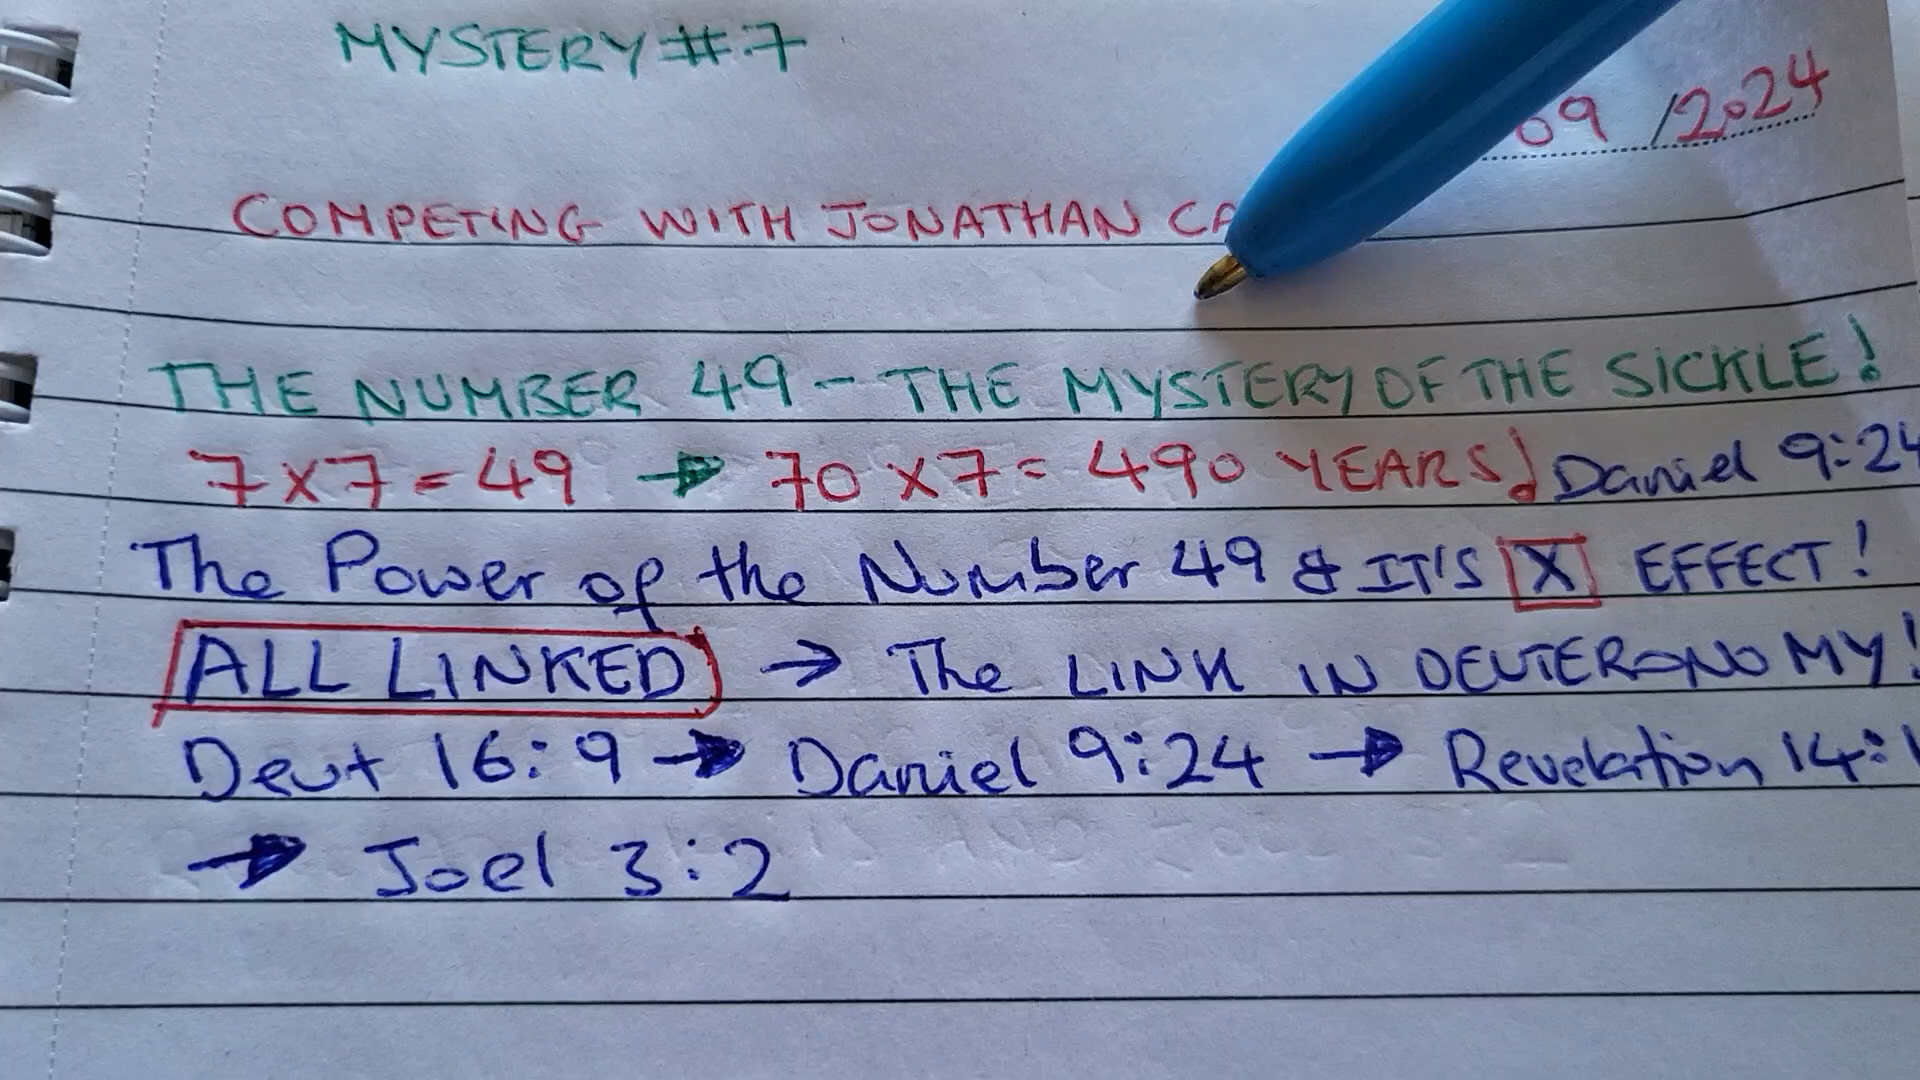 MYSTERY #7
09 /2024
COMPETING WITH JONATHAN CA
THE NUMBER 49 - THE MYSTERY OF THE SICKLE!
7x7=49 → 70x7= 490 YEARS! Daniel 9:24
The Power of the Number 49 & IT'S X EFFECT!
ALL LINKED → The LINK IN DEUTERONOMY!
Deut 16:9 → Daniel 9:24 → Revelation 14:1
→ Joel 3:2